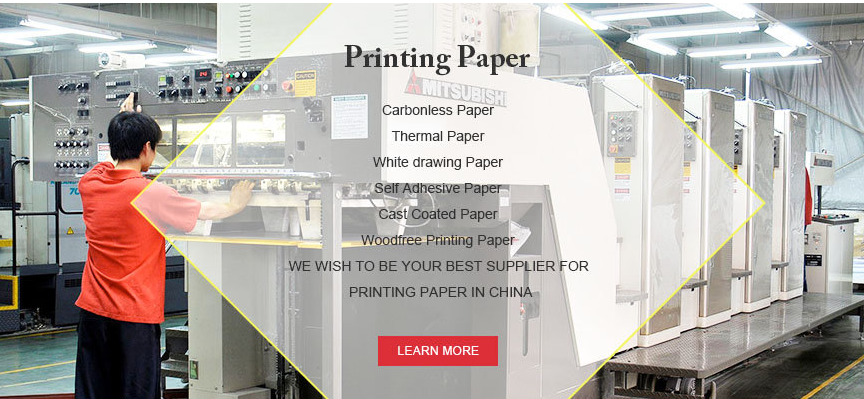 Printing Paper
MITSUBISHI
Carbonless Paper
Thermal Paper
White drawing Paper
Self Adhesive Paper
Cast Coated Paper
Woodfree Printing Paper
WE WISH TO BE YOUR BEST SUPPLIER FOR
PRINTING PAPER IN CHINA
LEARN MORE